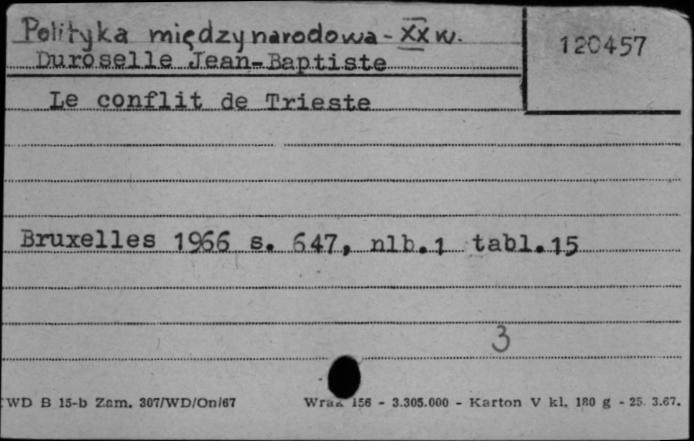 Polityka międzynarodowa - XX w.
120457
Duroselle Jean-Baptiste
Le conflit de Trieste
Bruxelles 1966 s. 647, nlb.1 tabl.15
3
WD B 15-b Zam. 307/WD/On/67 156 - 3.305.000 - Karton V kl. 180 g - 25. 3.67.